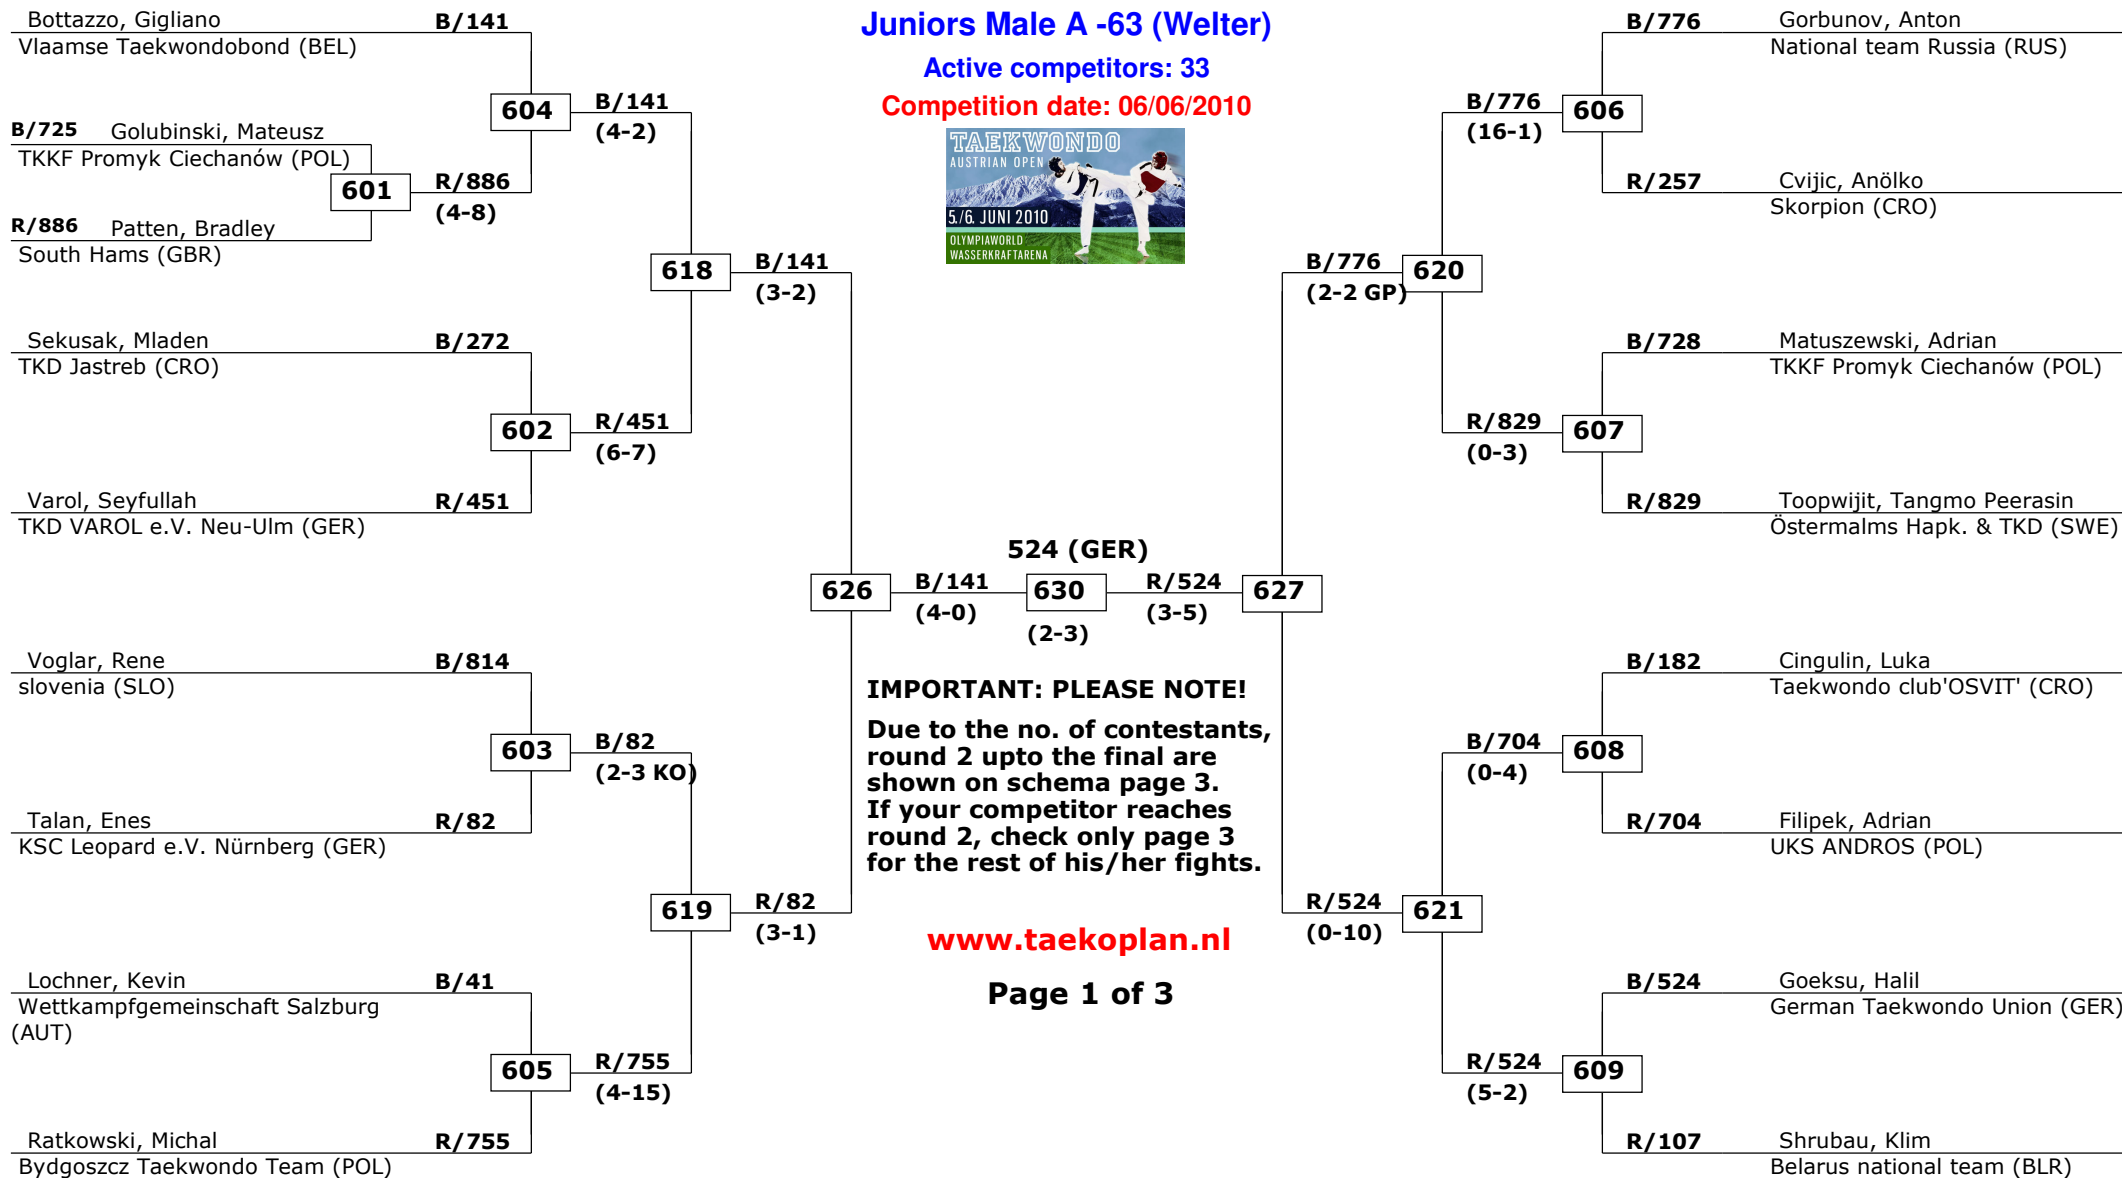 Juniors Male A -63 (Welter)
Active competitors: 33
Competition date: 06/06/2010
TAEKWONDO
AUSTRIAN OPEN
5./6. JUNI 2010
OLYMPIAWORLD
WASSERKRAFTARENA
Bottazzo, Gigliano B/141
Vlaamse Taekwondobond (BEL)
604
B/141
(4-2)
B/725 Golubinski, Mateusz
TKKF Promyk Ciechanów (POL)
601
R/886
(4-8)
R/886 Patten, Bradley
South Hams (GBR)
618
B/141
(3-2)
Sekusak, Mladen B/272
TKD Jastreb (CRO)
602
R/451
(6-7)
Varol, Seyfullah R/451
TKD VAROL e.V. Neu-Ulm (GER)
626
B/141
(4-0)
524 (GER)
630
(2-3)
R/524
(3-5)
627
Voglar, Rene B/814
slovenia (SLO)
603
B/82
(2-3 KO)
Talan, Enes R/82
KSC Leopard e.V. Nürnberg (GER)
619
R/82
(3-1)
Lochner, Kevin B/41
Wettkampfgemeinschaft Salzburg
(AUT)
605
R/755
(4-15)
Ratkowski, Michal R/755
Bydgoszcz Taekwondo Team (POL)
IMPORTANT: PLEASE NOTE!
Due to the no. of contestants,
round 2 upto the final are
shown on schema page 3.
If your competitor reaches
round 2, check only page 3
for the rest of his/her fights.
www.taekoplan.nl
Page 1 of 3
B/776 Gorbunov, Anton
National team Russia (RUS)
B/776
(16-1)
606
R/257 Cvijic, Anölko
Skorpion (CRO)
B/776
(2-2 GP)
620
B/728 Matuszewski, Adrian
TKKF Promyk Ciechanów (POL)
R/829
(0-3)
607
R/829 Toopwijit, Tangmo Peerasin
Östermalms Hapk. & TKD (SWE)
B/182 Cingulin, Luka
Taekwondo club'OSVIT' (CRO)
B/704
(0-4)
608
R/704 Filipek, Adrian
UKS ANDROS (POL)
R/524
(0-10)
621
B/524 Goeksu, Halil
German Taekwondo Union (GER)
R/524
(5-2)
609
R/107 Shrubau, Klim
Belarus national team (BLR)